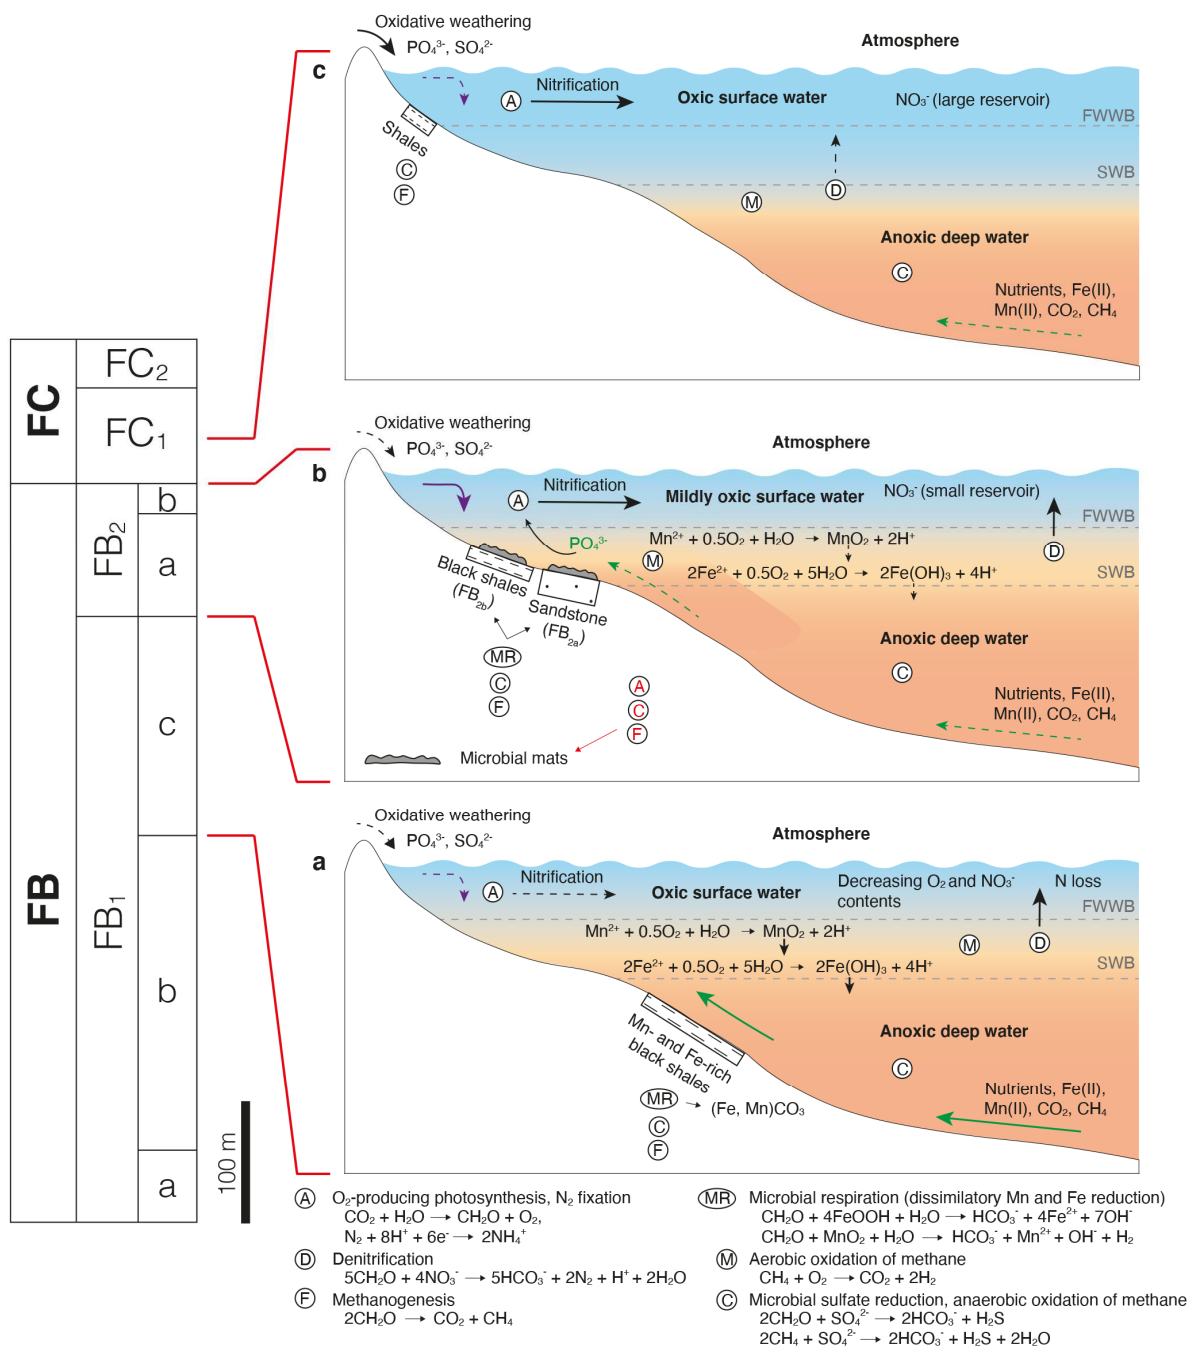 FC
FC₂
FC₁
FB
FB₂
b
a
FB₁
c
b
a
100 m
c
Oxidative weathering
PO₄³⁻, SO₄²⁻
Atmosphere
A
Nitrification
Oxic surface water
NO₃⁻ (large reservoir)
FWWB
SWB
Shales
C
F
M
D
Anoxic deep water
C
Nutrients, Fe(II),
Mn(II), CO₂, CH₄
b
Oxidative weathering
PO₄³⁻, SO₄²⁻
Atmosphere
A
Nitrification
Mildly oxic surface water
NO₃⁻ (small reservoir)
FWWB
D
PO₄³⁻
Mn²⁺ + 0.5O₂ + H₂O → MnO₂ + 2H⁺
M
2Fe²⁺ + 0.5O₂ + 5H₂O → 2Fe(OH)₃ + 4H⁺
SWB
Black shales
(FB₂b)
Sandstone
(FB₂a)
MR
C
F
A
C
F
Anoxic deep water
C
Nutrients, Fe(II),
Mn(II), CO₂, CH₄
Microbial mats
a
Oxidative weathering
PO₄³⁻, SO₄²⁻
Atmosphere
A
Nitrification
Oxic surface water
Decreasing O₂ and NO₃⁻
contents
N loss
FWWB
Mn²⁺ + 0.5O₂ + H₂O → MnO₂ + 2H⁺
M
D
2Fe²⁺ + 0.5O₂ + 5H₂O → 2Fe(OH)₃ + 4H⁺
SWB
Mn- and Fe-rich
black shales
Anoxic deep water
C
MR → (Fe, Mn)CO₃
C
F
Nutrients, Fe(II),
Mn(II), CO₂, CH₄
A O₂-producing photosynthesis, N₂ fixation
CO₂ + H₂O → CH₂O + O₂,
N₂ + 8H⁺ + 6e⁻ → 2NH₄⁺
D Denitrification
5CH₂O + 4NO₃⁻ → 5HCO₃⁻ + 2N₂ + H⁺ + 2H₂O
F Methanogenesis
2CH₂O → CO₂ + CH₄
MR Microbial respiration (dissimilatory Mn and Fe reduction)
CH₂O + 4FeOOH + H₂O → HCO₃⁻ + 4Fe²⁺ + 7OH⁻
CH₂O + MnO₂ + H₂O → HCO₃⁻ + Mn²⁺ + OH⁻ + H₂
M Aerobic oxidation of methane
CH₄ + O₂ → CO₂ + 2H₂
C Microbial sulfate reduction, anaerobic oxidation of methane
2CH₂O + SO₄²⁻ → 2HCO₃⁻ + H₂S
2CH₄ + SO₄²⁻ → 2HCO₃⁻ + H₂S + 2H₂O